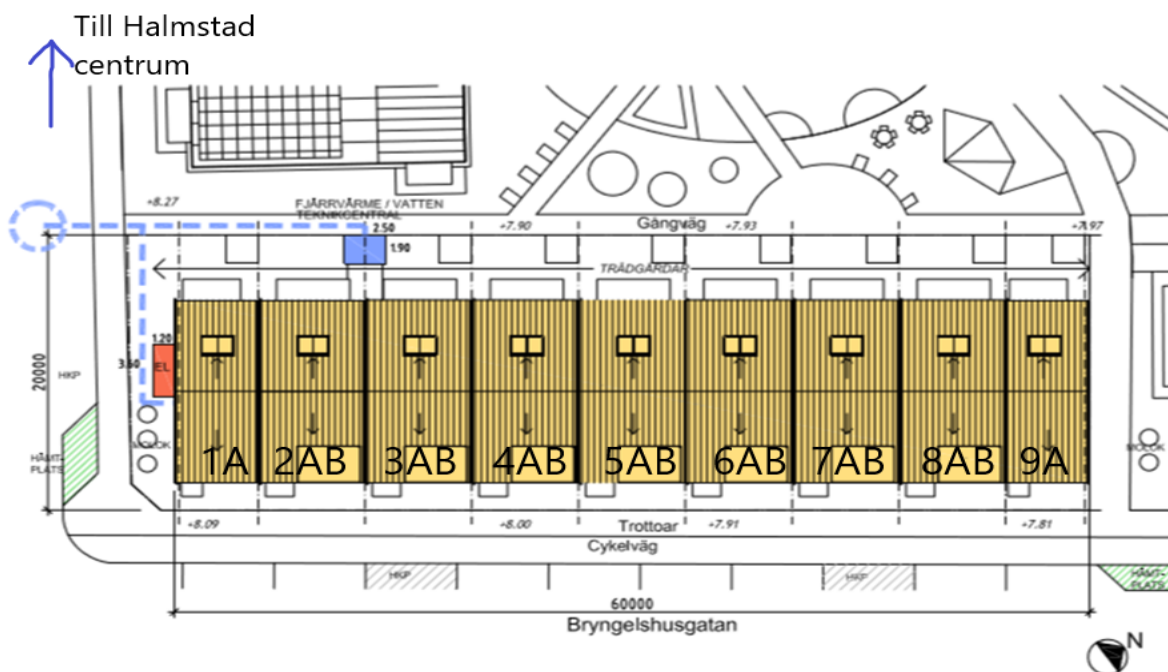 Till Halmstad
centrum
+8.27
FJÄRRVÄRME / VATTEN
TEKNIKCENTRAL
2.50
1.90
+7.90
Gångväg
+7.93
+7.97
TRÄDGÅRDAR
1.20
3.60
EL
20000
HKP
MOLOK
HÄMT-
PLATS
1A 2AB 3AB 4AB 5AB 6AB 7AB 8AB 9A
MOLOK
+8.09
+8.00
Trottoar
+7.91
+7.81
Cykelväg
HKP
HKP
HÄMT-
PLATS
60000
Bryngelshusgatan
N